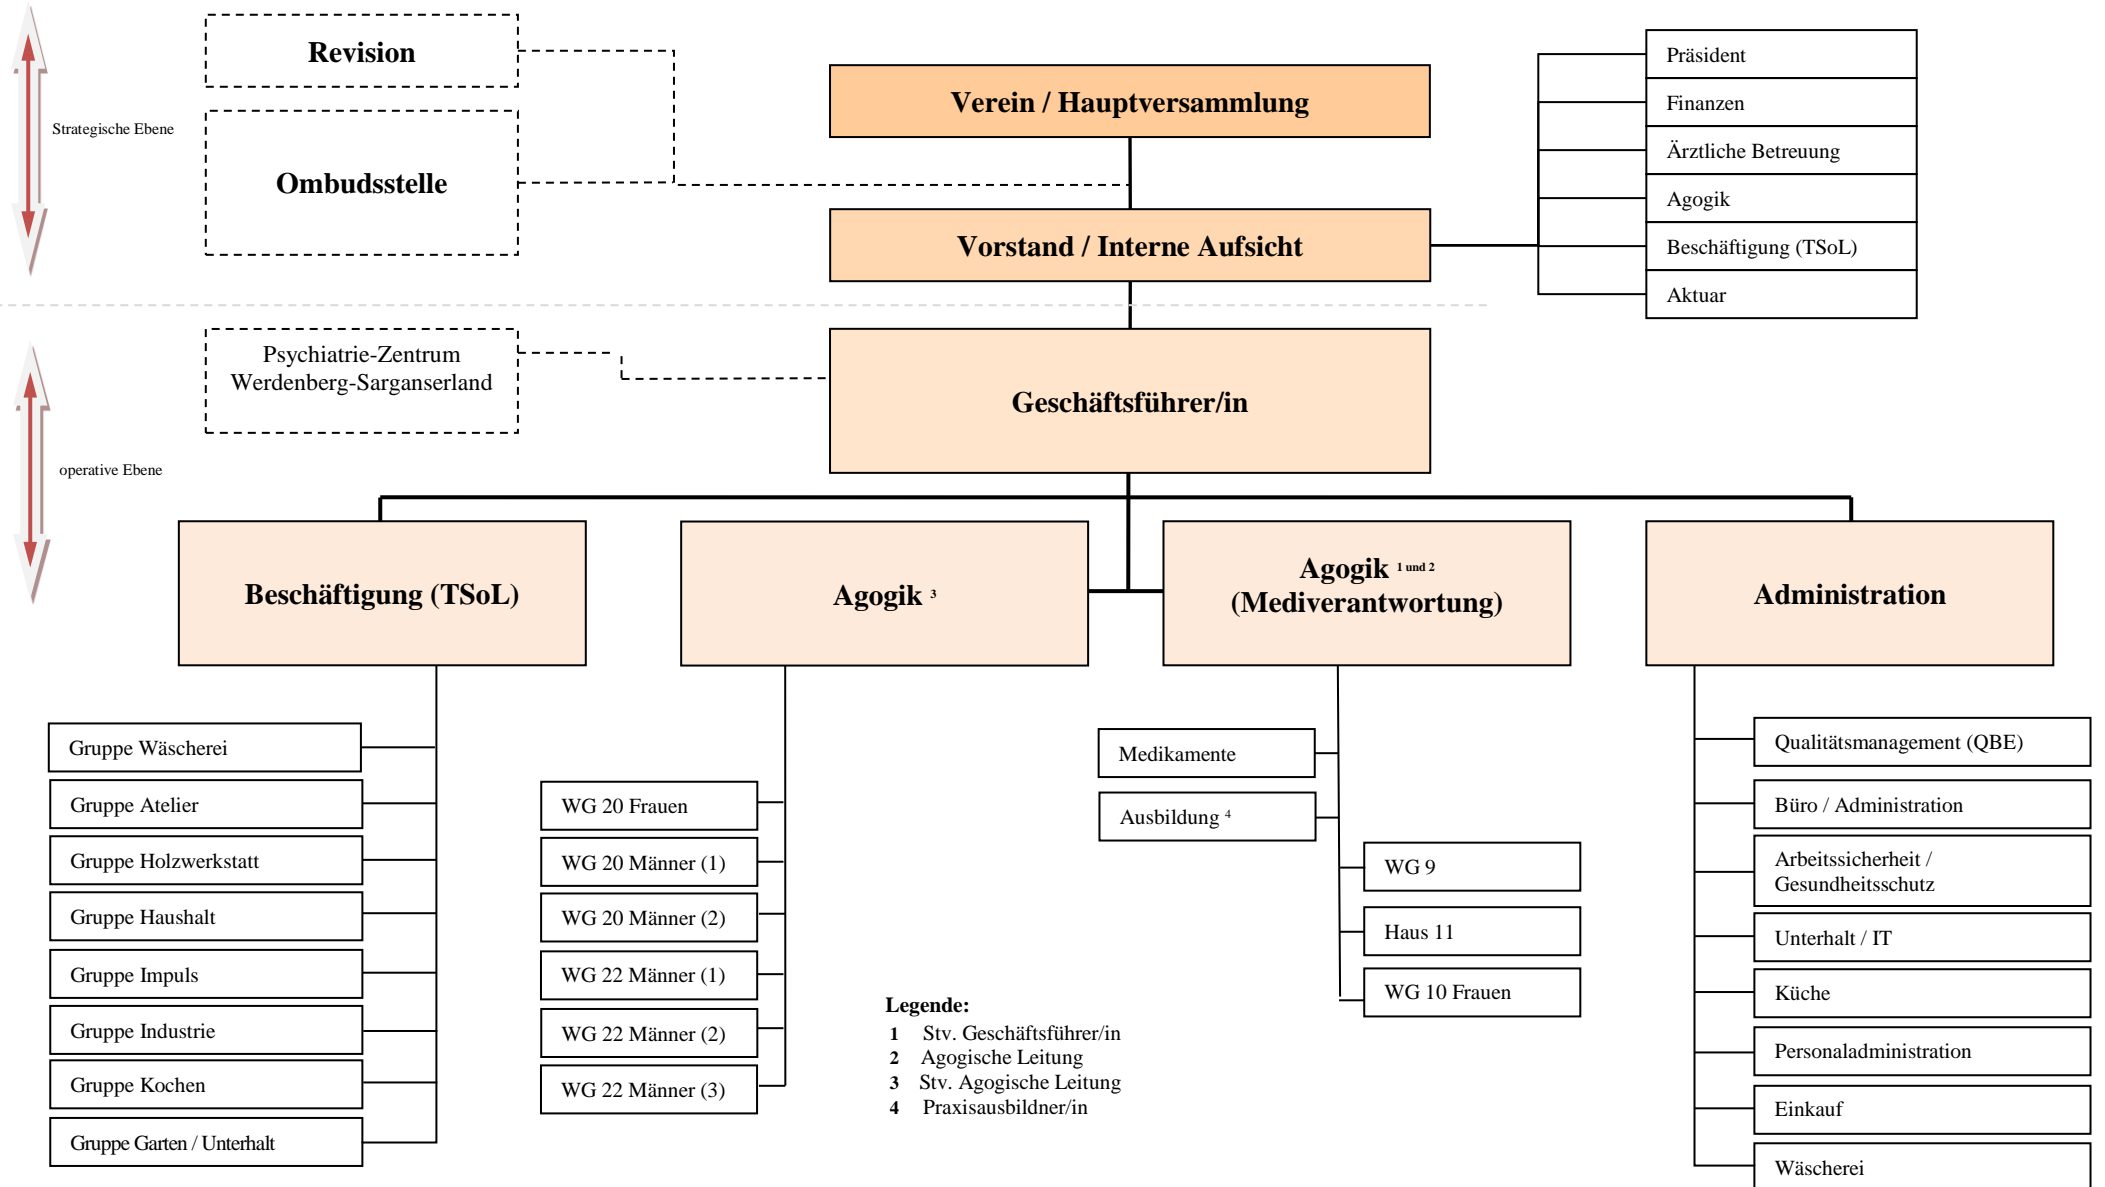 Revision
Präsident
Verein / Hauptversammlung
Finanzen
Strategische Ebene
Ärztliche Betreuung
Ombudsstelle
Agogik
Vorstand / Interne Aufsicht
Beschäftigung (TSoL)
Aktuar
Psychiatrie-Zentrum
Werdenberg-Sarganserland
Geschäftsführer/in
operative Ebene
Beschäftigung (TSoL)
Agogik ³
Agogik ¹ ᵘⁿᵈ ²
(Mediverantwortung)
Administration
Gruppe Wäscherei
Gruppe Atelier
Gruppe Holzwerkstatt
Gruppe Haushalt
Gruppe Impuls
Gruppe Industrie
Gruppe Kochen
Gruppe Garten / Unterhalt
WG 20 Frauen
WG 20 Männer (1)
WG 20 Männer (2)
WG 22 Männer (1)
WG 22 Männer (2)
WG 22 Männer (3)
Medikamente
Ausbildung ⁴
WG 9
Haus 11
WG 10 Frauen
Legende:
1 Stv. Geschäftsführer/in
2 Agogische Leitung
3 Stv. Agogische Leitung
4 Praxisausbildner/in
Qualitätsmanagement (QBE)
Büro / Administration
Arbeitssicherheit /
Gesundheitsschutz
Unterhalt / IT
Küche
Personaladministration
Einkauf
Wäscherei